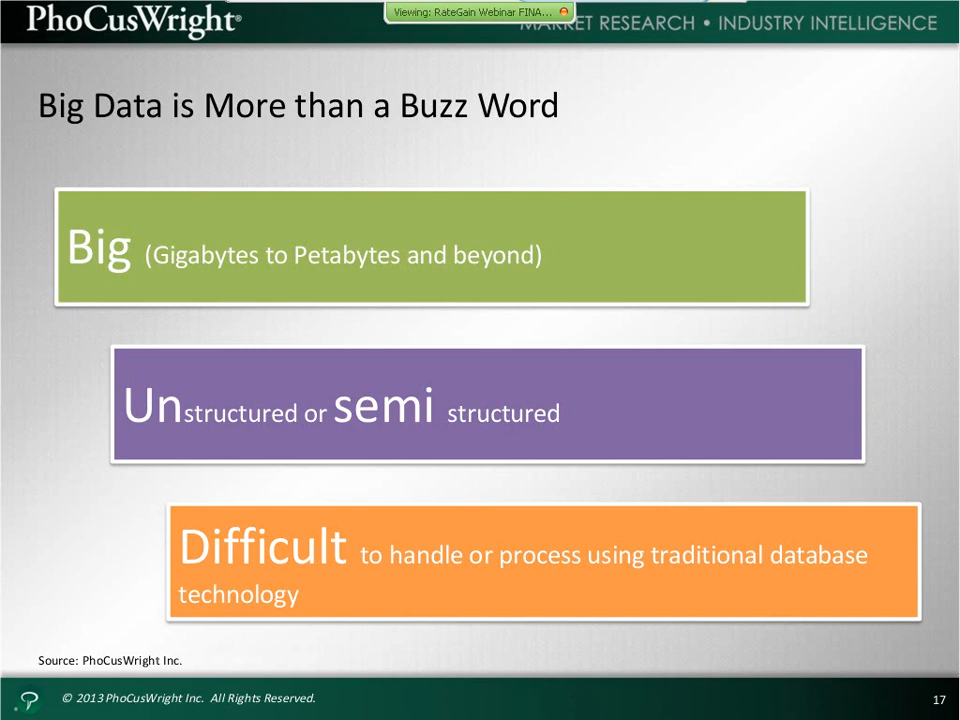 PhoCusWright®
Viewing: RateGain Webinar FINA...
MARKET RESEARCH • INDUSTRY INTELLIGENCE
Big Data is More than a Buzz Word
Big (Gigabytes to Petabytes and beyond)
Unstructured or semi structured
Difficult to handle or process using traditional database
technology
Source: PhoCusWright Inc.
© 2013 PhoCusWright Inc. All Rights Reserved.
17